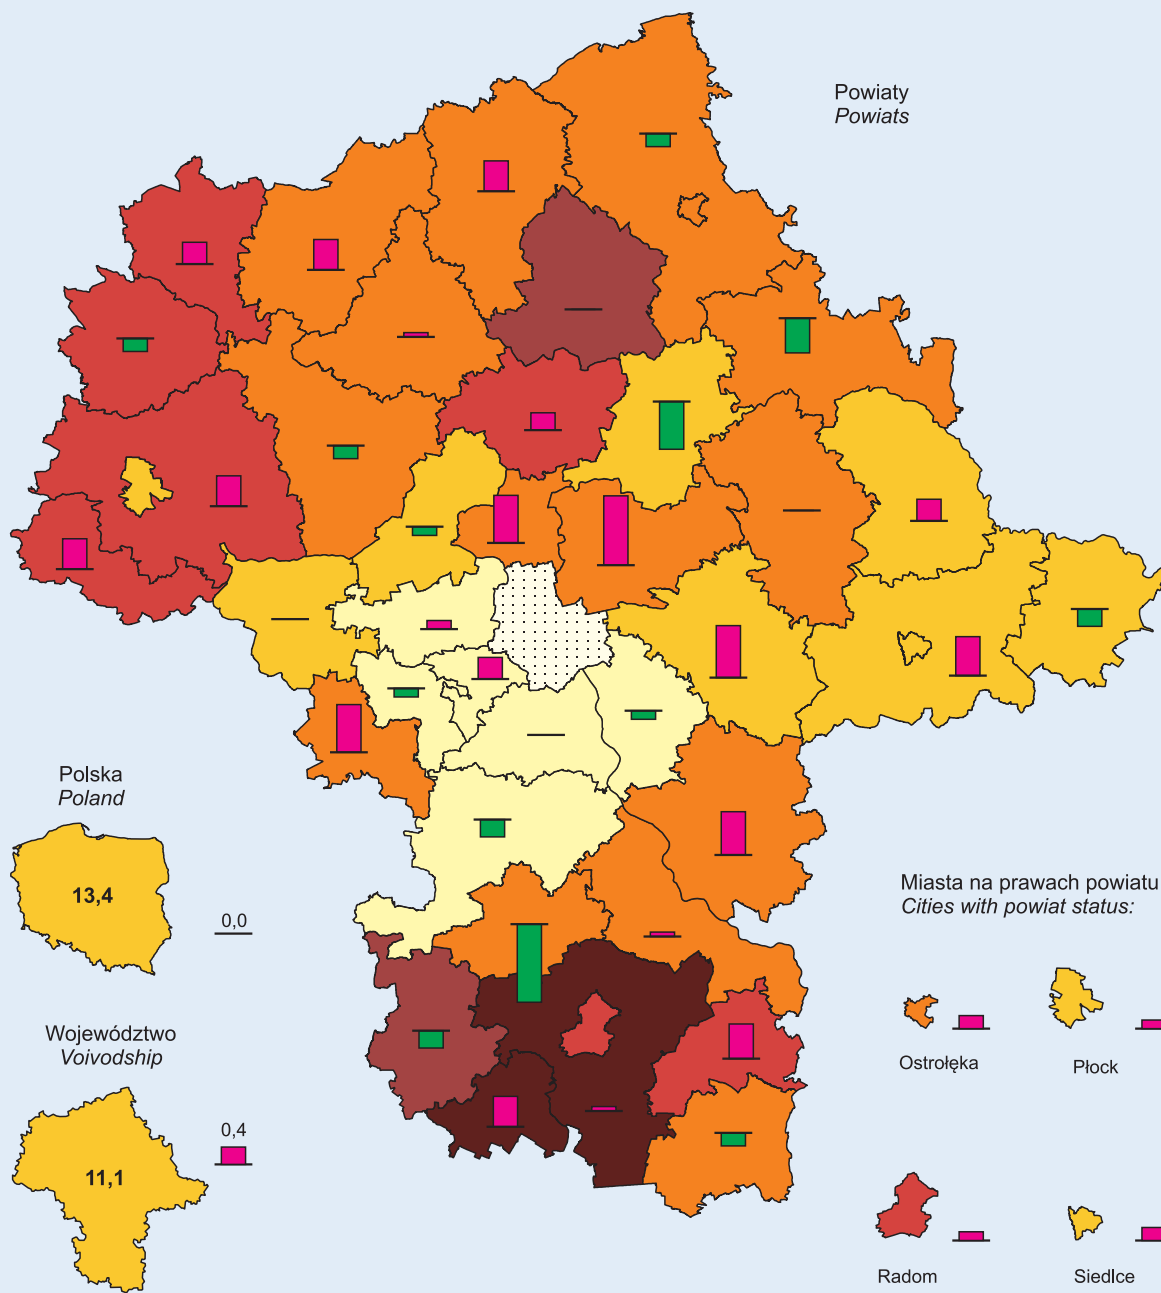 Powiaty
Powiats
Polska
Poland
13,4
0,0
Miasta na prawach powiatu
Cities with powiat status:
Województwo
Voivodship
11,1
0,4
Ostrołęka
Płock
Radom
Siedlce